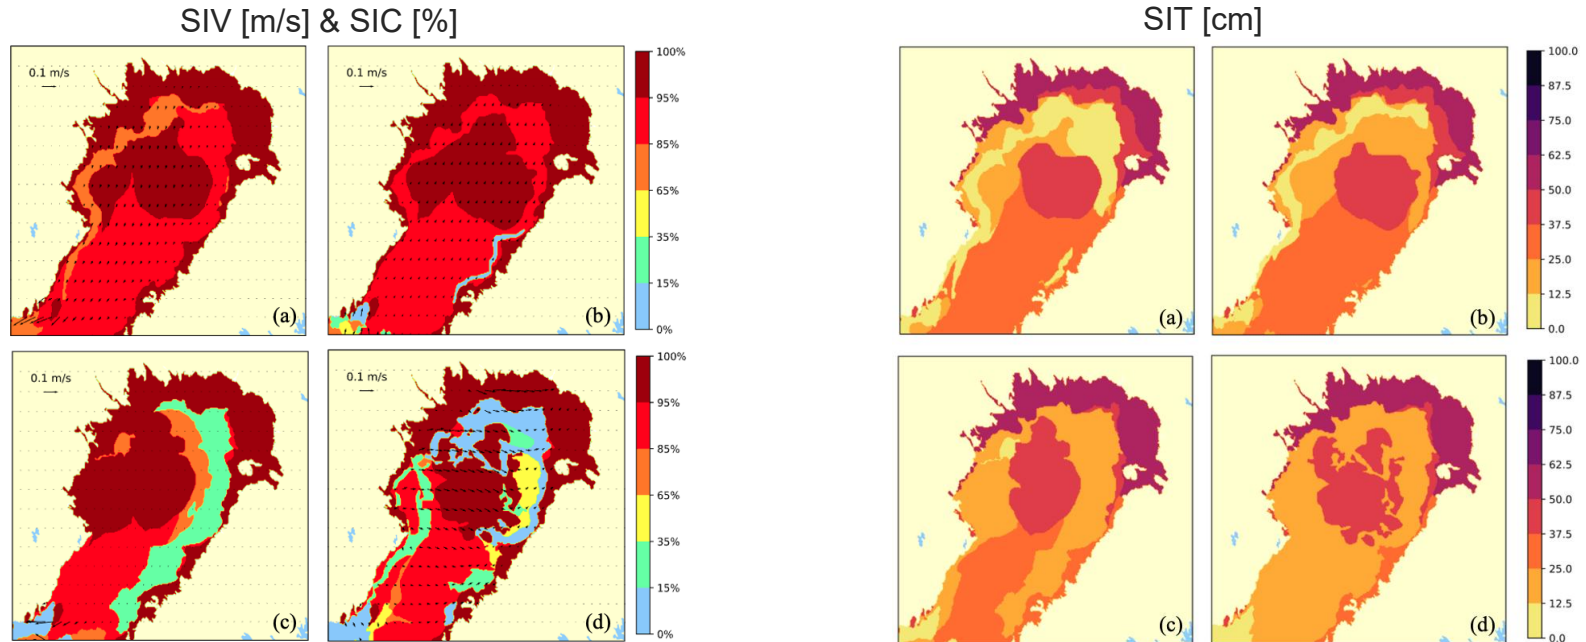 SIV [m/s] & SIC [%]
SIT [cm]
0.1 m/s
(a)
0.1 m/s
(b)
100%
95%
85%
65%
35%
15%
0%
(a)
(b)
100.0
87.5
75.0
62.5
50.0
37.5
25.0
12.5
0.0
0.1 m/s
(c)
0.1 m/s
(d)
100%
95%
85%
65%
35%
15%
0%
(c)
(d)
100.0
87.5
75.0
62.5
50.0
37.5
25.0
12.5
0.0